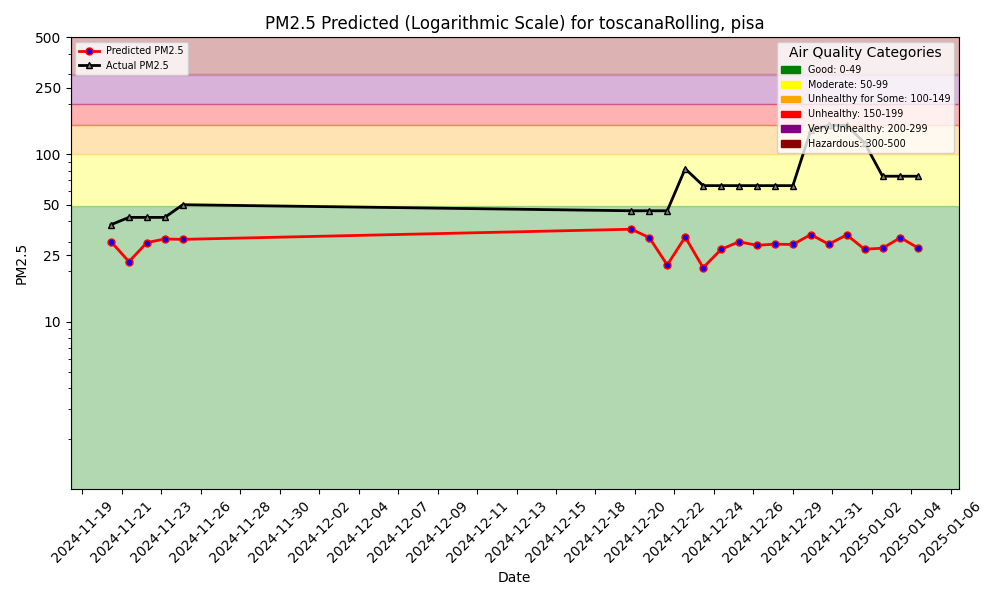 PM2.5 Predicted (Logarithmic Scale) for toscanaRolling, pisa
Predicted PM2.5
Actual PM2.5
Air Quality Categories
Good: 0-49
Moderate: 50-99
Unhealthy for Some: 100-149
Unhealthy: 150-199
Very Unhealthy: 200-299
Hazardous: 300-500
500
250
100
50
25
10
PM2.5
2024-11-19
2024-11-21
2024-11-23
2024-11-26
2024-11-28
2024-11-30
2024-12-02
2024-12-04
2024-12-07
2024-12-09
2024-12-11
2024-12-13
2024-12-15
2024-12-18
2024-12-20
2024-12-22
2024-12-24
2024-12-26
2024-12-29
2024-12-31
2025-01-02
2025-01-04
2025-01-06
Date